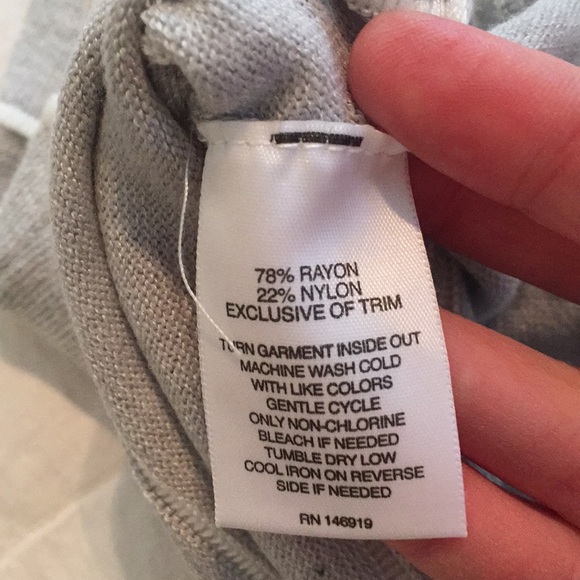 78% RAYON
22% NYLON
EXCLUSIVE OF TRIM
TURN GARMENT INSIDE OUT
MACHINE WASH COLD
WITH LIKE COLORS
GENTLE CYCLE
ONLY NON-CHLORINE
BLEACH IF NEEDED
TUMBLE DRY LOW
COOL IRON ON REVERSE
SIDE IF NEEDED
RN 146919